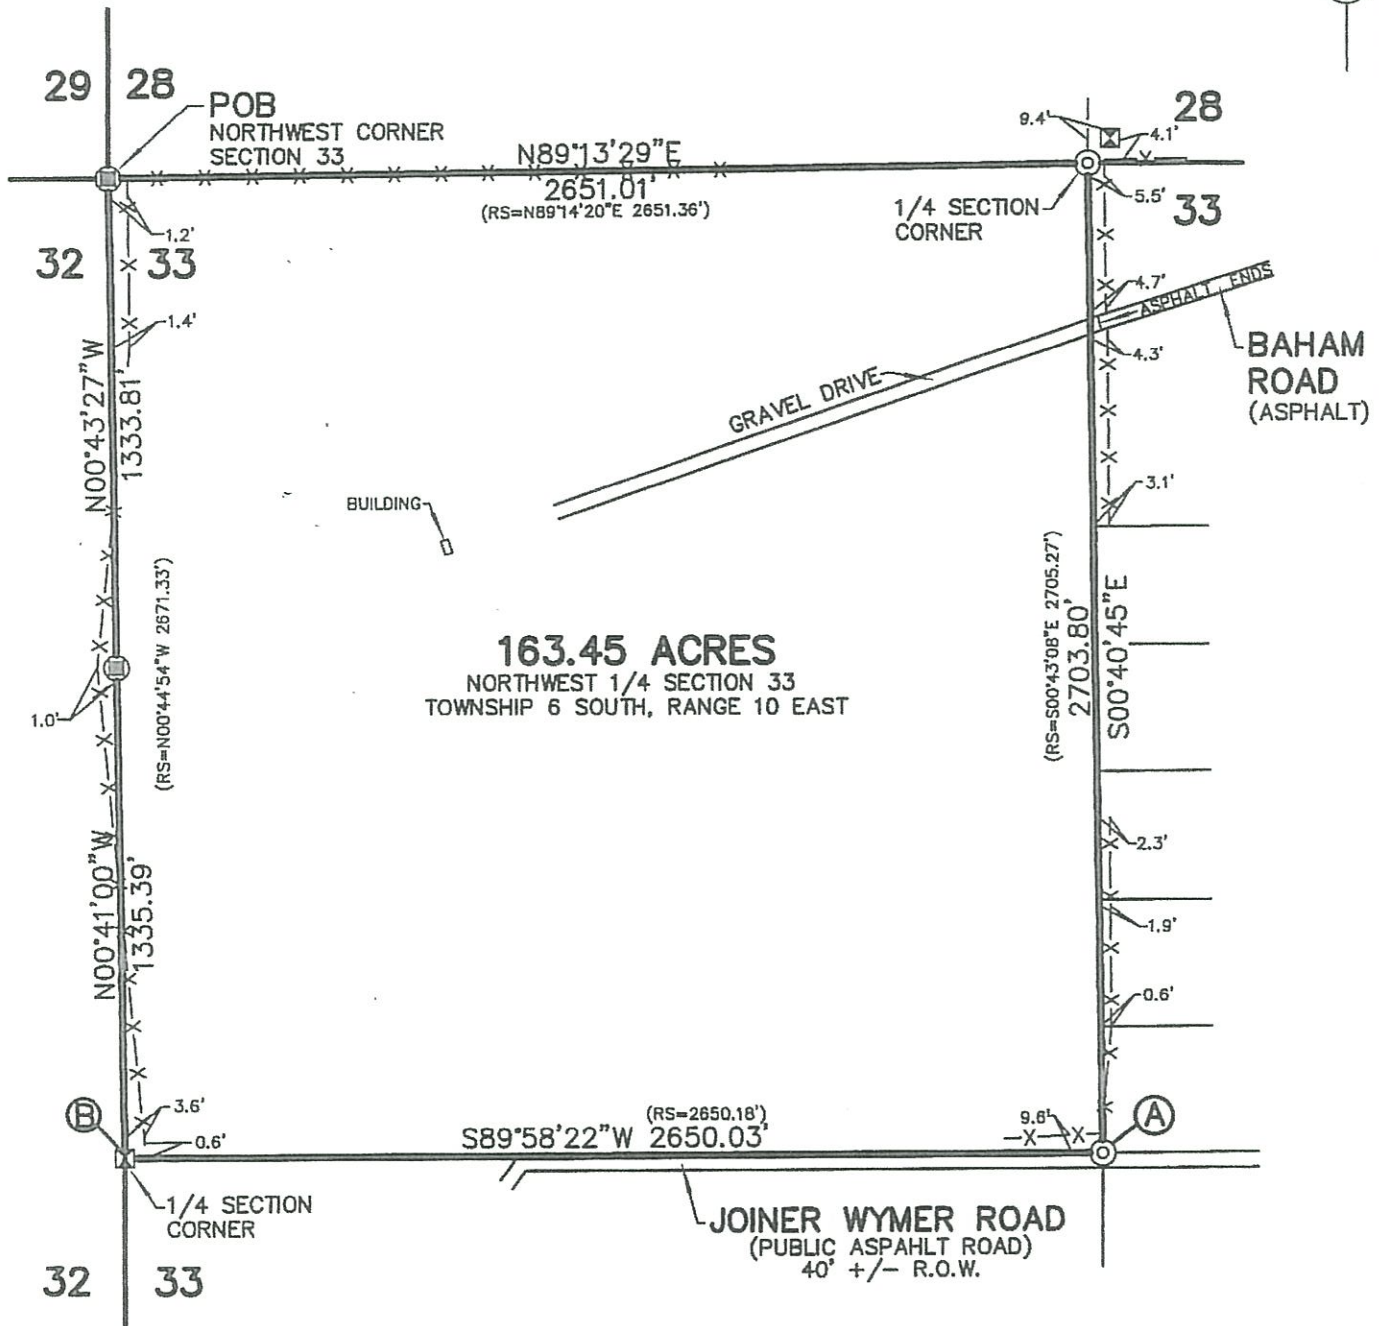 29
28
POB
NORTHWEST CORNER
SECTION 33
N89°13'29"E
2651.01'
(RS=N89°14'20"E 2651.36')
9.4'
28
4.1'
1/4 SECTION
CORNER
5.5'
33
32
33
1.2'
1.4'
N00°43'27"W
1333.81'
4.7'
ASPHALT ENDS
4.3'
BAHAM
ROAD
(ASPHALT)
GRAVEL DRIVE
3.1'
BUILDING
(RS=N00°44'54"W 2671.33')
(RS=S00°43'08"E 2705.27')
2703.80'
S00°40'45"E
163.45 ACRES
NORTHWEST 1/4 SECTION 33
TOWNSHIP 6 SOUTH, RANGE 10 EAST
1.0'
N00°41'00"W
1335.39'
2.3'
1.9'
0.6'
B
3.6'
0.6'
(RS=2650.18')
S89°58'22"W 2650.03'
9.6'
A
1/4 SECTION
CORNER
JOINER WYMER ROAD
(PUBLIC ASPAHLT ROAD)
40' +/- R.O.W.
32
33